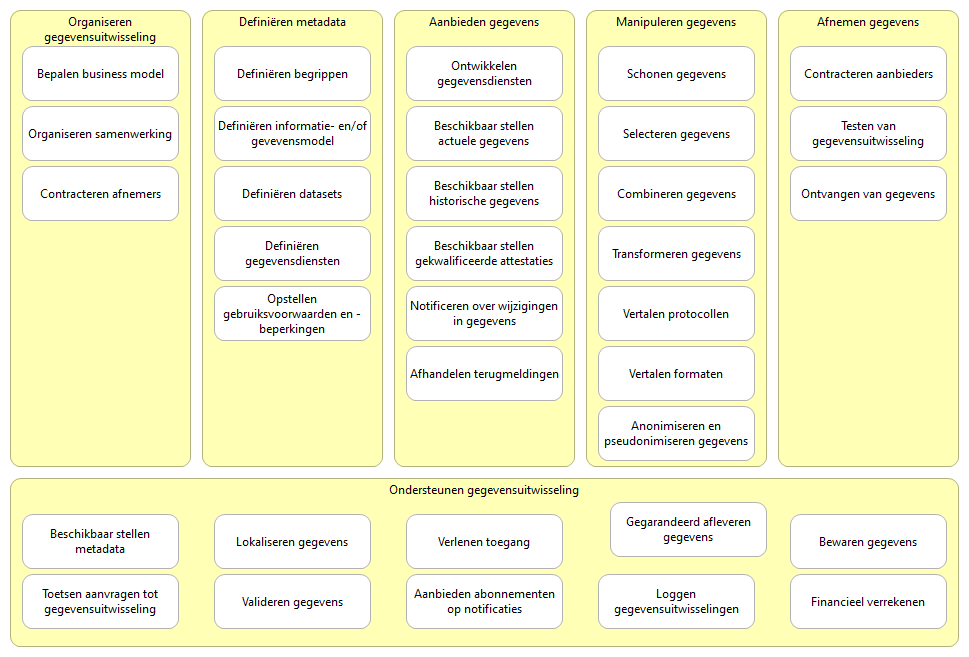 Organiseren
gegevensuitwisseling
Bepalen business model
Organiseren samenwerking
Contracteren afnemers
Definiëren metadata
Definiëren begrippen
Definiëren informatie- en/of
gevevensmodel
Definiëren datasets
Definiëren
gegevensdiensten
Opstellen
gebruiksvoorwaarden en -
beperkingen
Aanbieden gegevens
Ontwikkelen
gegevensdiensten
Beschikbaar stellen
actuele gegevens
Beschikbaar stellen
historische gegevens
Beschikbaar stellen
gekwalificeerde attestaties
Notificeren over wijzigingen
in gegevens
Afhandelen terugmeldingen
Manipuleren gegevens
Schonen gegevens
Selecteren gegevens
Combineren gegevens
Transformeren gegevens
Vertalen protocollen
Vertalen formaten
Anonimiseren en
pseudonimiseren gegevens
Afnemen gegevens
Contracteren aanbieders
Testen van
gegevensuitwisseling
Ontvangen van gegevens
Ondersteunen gegevensuitwisseling
Beschikbaar stellen
metadata
Lokaliseren gegevens
Verlenen toegang
Gegarandeerd afleveren
gegevens
Bewaren gegevens
Toetsen aanvragen tot
gegevensuitwisseling
Valideren gegevens
Aanbieden abonnementen
op notificaties
Loggen
gegevensuitwisselingen
Financieel verrekenen